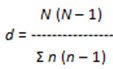 N (N – 1)
d = --------------------
Σ n (n – 1)